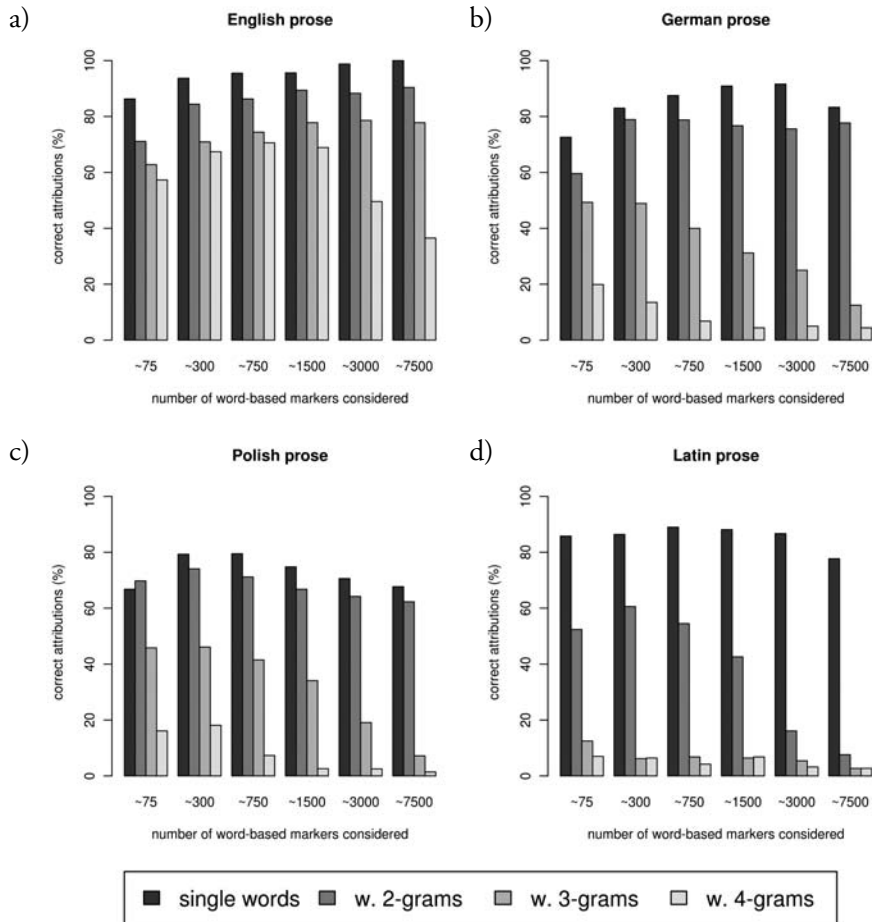 a)
English prose
correct attributions (%)
0 20 40 60 80 100
~75 ~300 ~750 ~1500 ~3000 ~7500
number of word-based markers considered
b)
German prose
correct attributions (%)
0 20 40 60 80 100
~75 ~300 ~750 ~1500 ~3000 ~7500
number of word-based markers considered
c)
Polish prose
correct attributions (%)
0 20 40 60 80 100
~75 ~300 ~750 ~1500 ~3000 ~7500
number of word-based markers considered
d)
Latin prose
correct attributions (%)
0 20 40 60 80 100
~75 ~300 ~750 ~1500 ~3000 ~7500
number of word-based markers considered
single words w. 2-grams w. 3-grams w. 4-grams